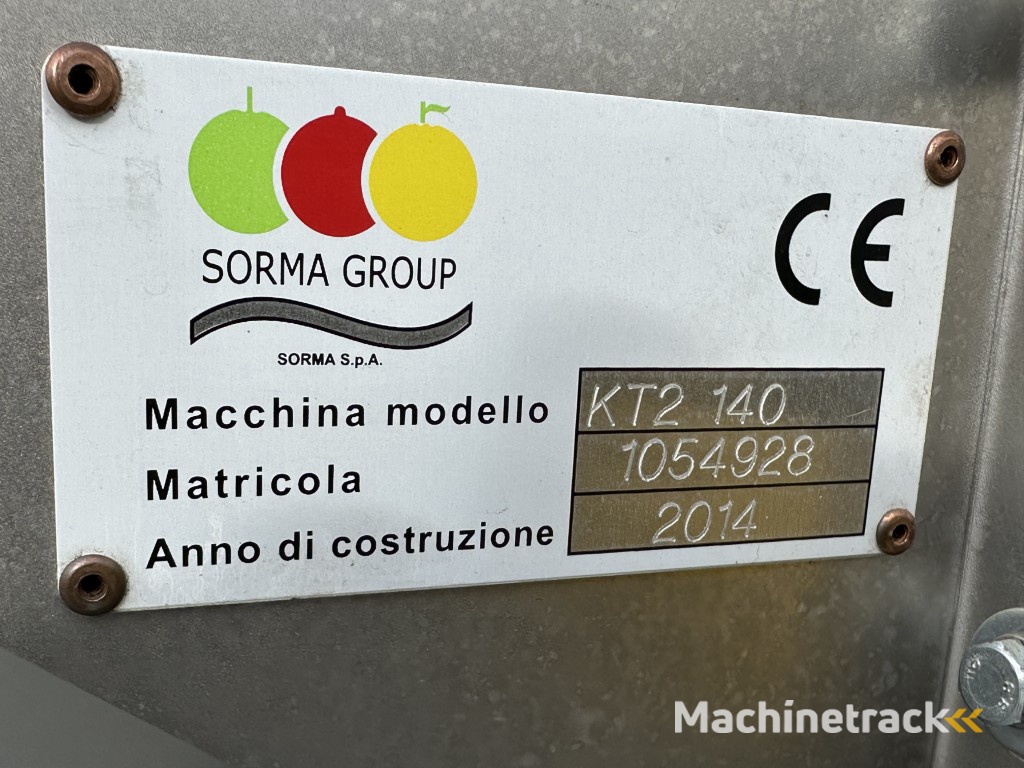 SORMA GROUP
SORMA S.p.A.
CE
Macchina modello KT2 140
Matricola 1054928
Anno di costruzione 2014
Machinetrack